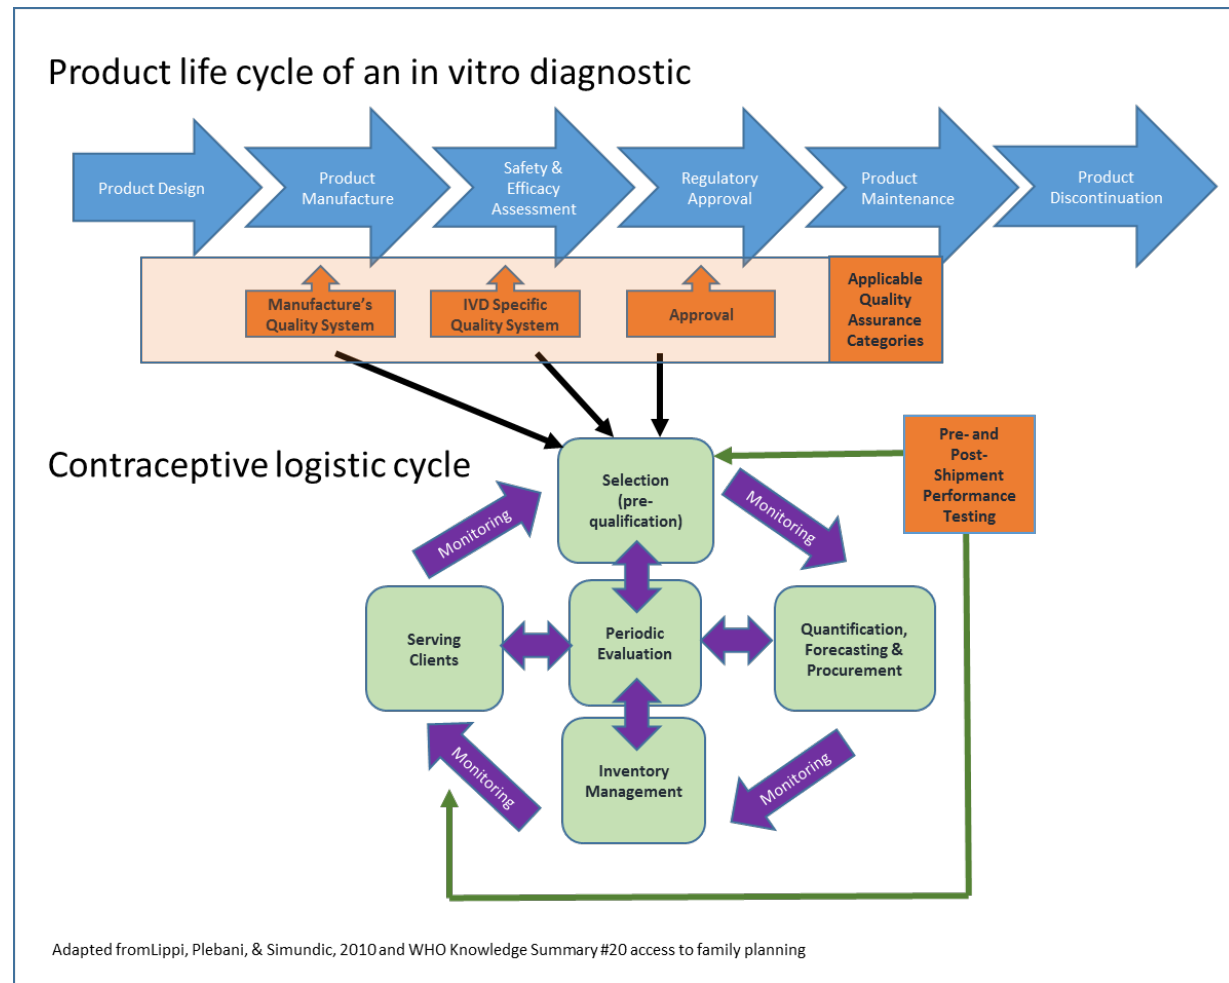 Product life cycle of an in vitro diagnostic
Product Design
Product
Manufacture
Safety &
Efficacy
Assessment
Regulatory
Approval
Product
Maintenance
Product
Discontinuation
Manufacture's
Quality System
IVD Specific
Quality System
Approval
Applicable
Quality
Assurance
Categories
Contraceptive logistic cycle
Selection
(pre-
qualification)
Pre- and
Post-
Shipment
Performance
Testing
Monitoring
Monitoring
Serving
Clients
Periodic
Evaluation
Quantification,
Forecasting &
Procurement
Monitoring
Inventory
Management
Monitoring
Adapted fromLippi, Plebani, & Simundic, 2010 and WHO Knowledge Summary #20 access to family planning